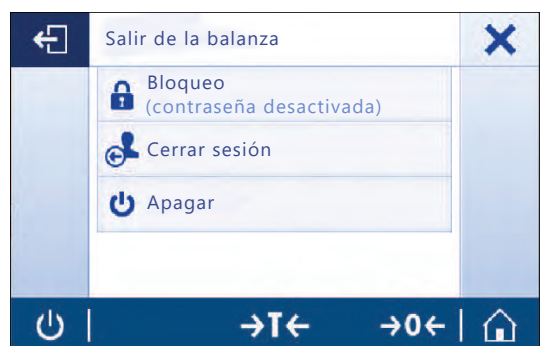 Salir de la balanza
Bloqueo
(contraseña desactivada)
Cerrar sesión
Apagar
→T← →0←